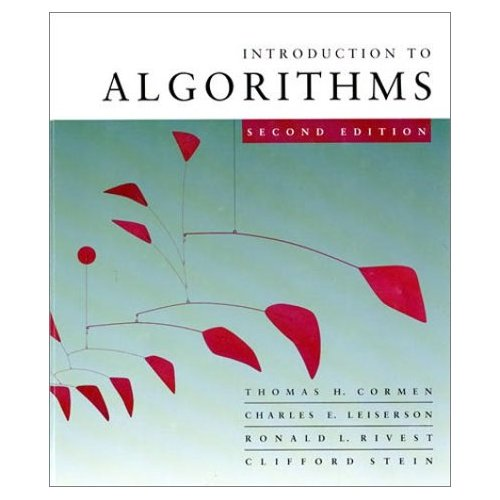 INTRODUCTION TO
ALGORITHMS
SECOND EDITION
THOMAS H. CORMEN
CHARLES E. LEISERSON
RONALD L. RIVEST
CLIFFORD STEIN